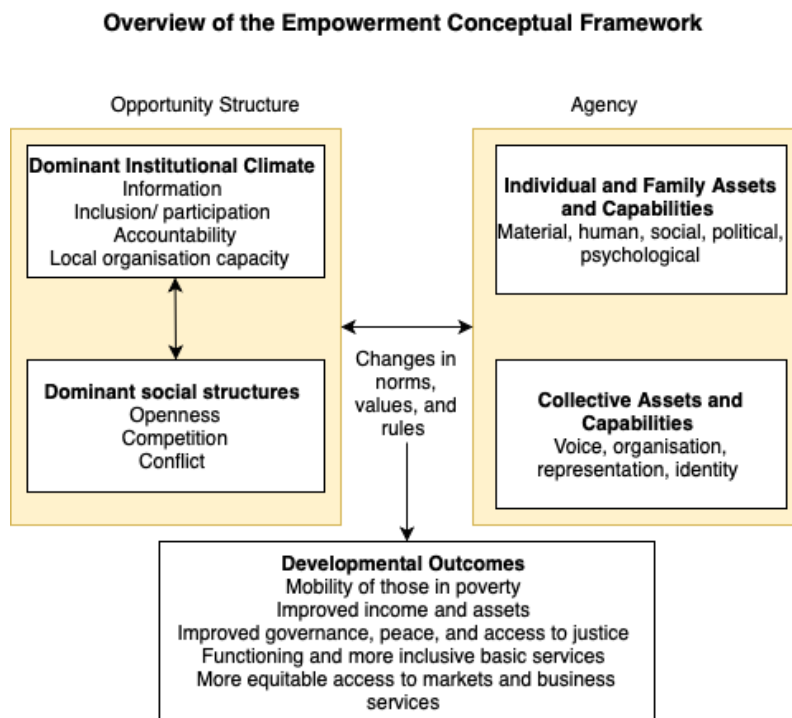 Overview of the Empowerment Conceptual Framework
Opportunity Structure
Dominant Institutional Climate
Information
Inclusion/ participation
Accountability
Local organisation capacity
Dominant social structures
Openness
Competition
Conflict
Changes in
norms,
values, and
rules
Agency
Individual and Family Assets
and Capabilities
Material, human, social, political,
psychological
Collective Assets and
Capabilities
Voice, organisation,
representation, identity
Developmental Outcomes
Mobility of those in poverty
Improved income and assets
Improved governance, peace, and access to justice
Functioning and more inclusive basic services
More equitable access to markets and business
services